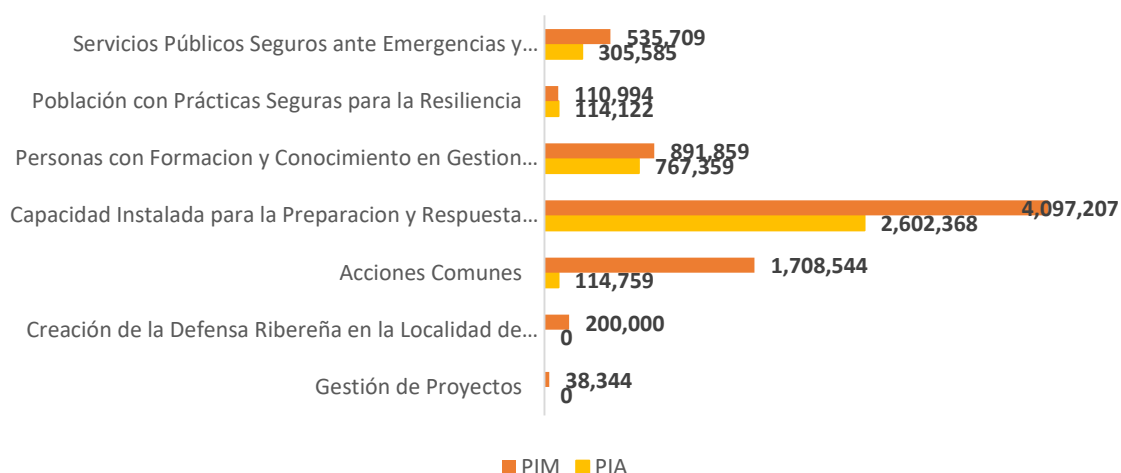 Servicios Públicos Seguros ante Emergencias y...
535,709
305,585
Población con Prácticas Seguras para la Resiliencia
110,994
114,122
Personas con Formacion y Conocimiento en Gestion...
891,859
767,359
Capacidad Instalada para la Preparacion y Respuesta...
4,097,207
2,602,368
Acciones Comunes
1,708,544
114,759
Creación de la Defensa Ribereña en la Localidad de...
200,000
0
Gestión de Proyectos
38,344
0
PIM PIA